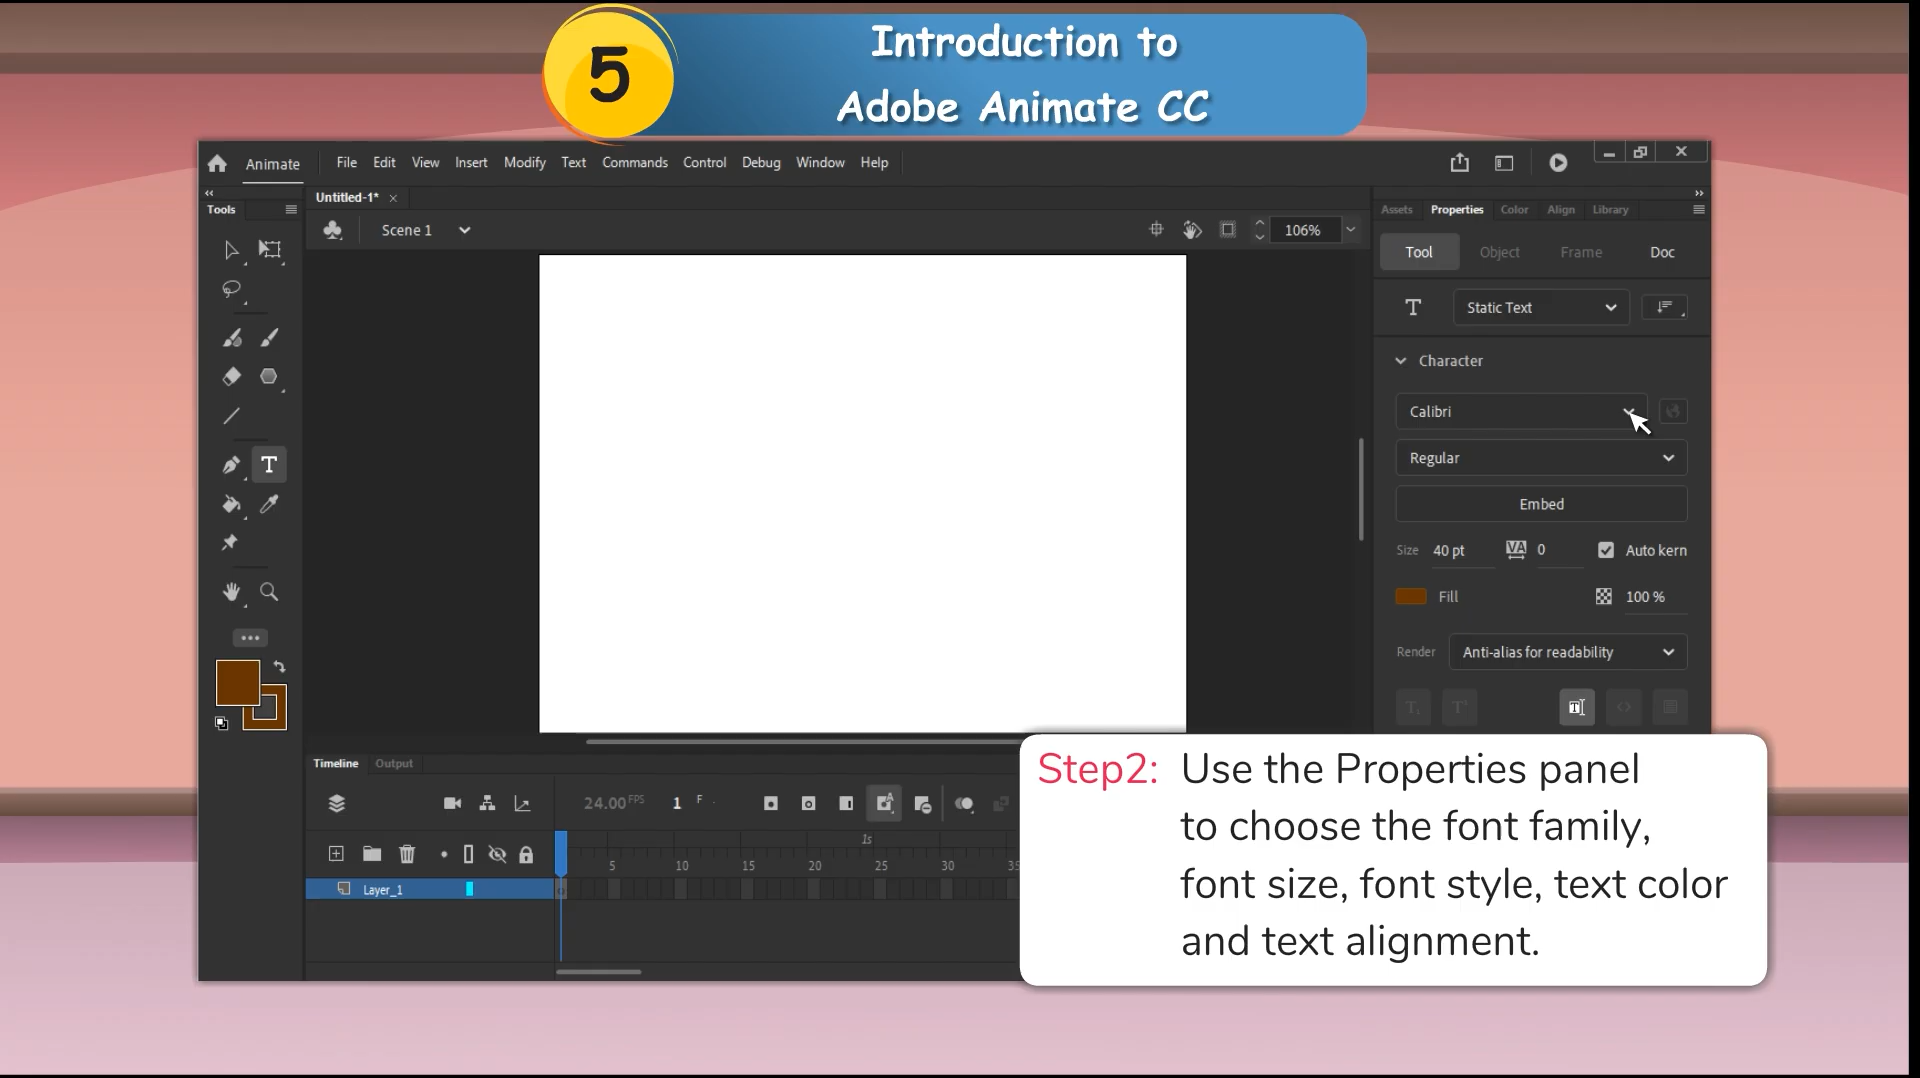 5
Introduction to
Adobe Animate CC
Animate File Edit View Insert Modify Text Commands Control Debug Window Help
Tools
Untitled-1*
Scene 1
106%
Assets Properties Color Align Library
Tool Object Frame Doc
T Static Text
Character
Calibri
Regular
Embed
Size 40 pt VA 0 Auto kern
Fill 100 %
Render Anti-alias for readability
Timeline Output
24.00 FPS 1 F
1s
5 10 15 20 25 30 35
Layer_1
Step2: Use the Properties panel
to choose the font family,
font size, font style, text color
and text alignment.